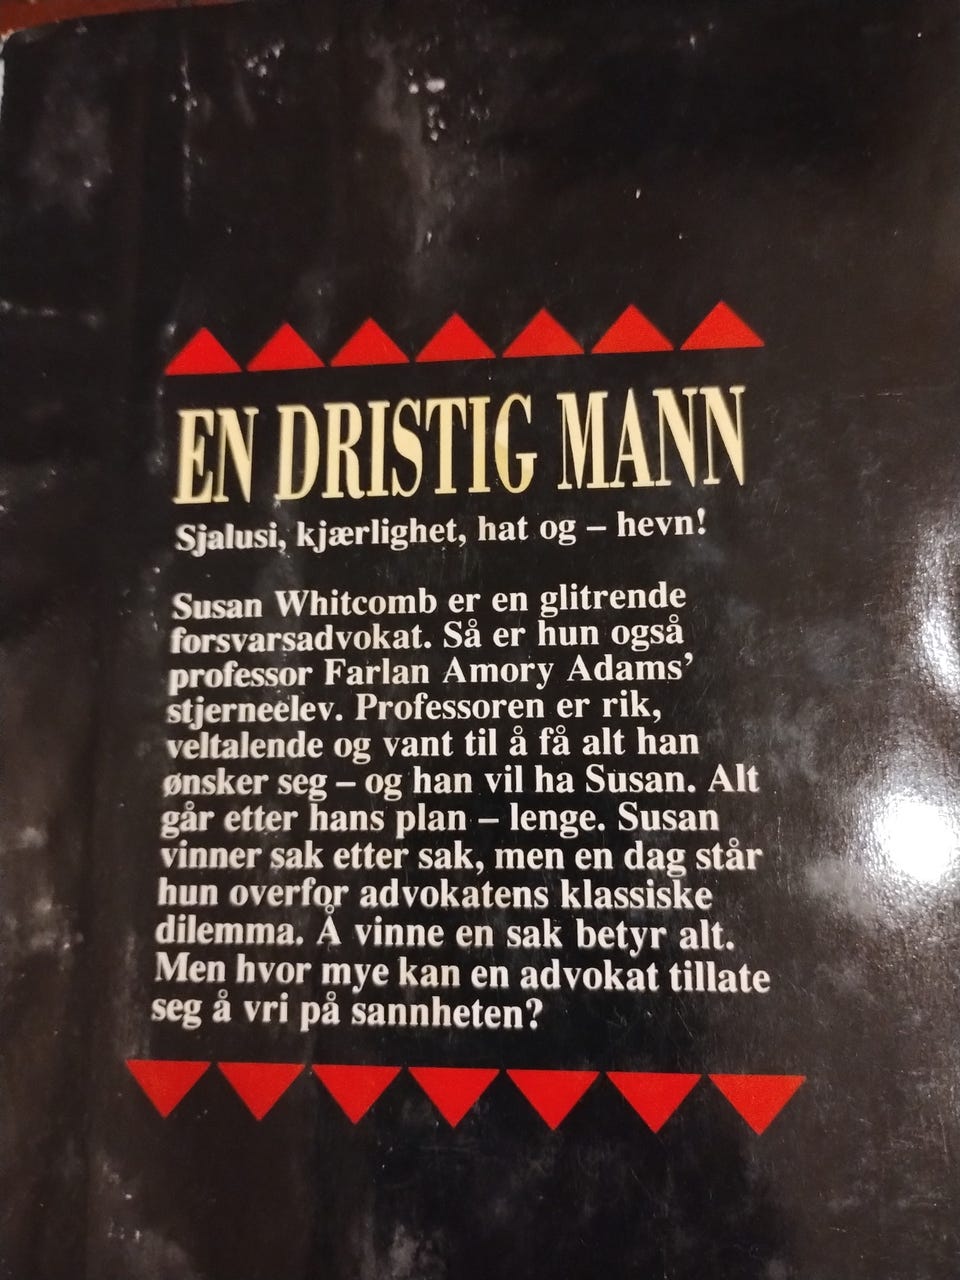 EN DRISTIG MANN
Sjalusi, kjærlighet, hat og – hevn!
Susan Whitcomb er en glitrende
forsvarsadvokat. Så er hun også
professor Farlan Amory Adams’
stjerneelev. Professoren er rik,
veltalende og vant til å få alt han
ønsker seg – og han vil ha Susan. Alt
går etter hans plan – lenge. Susan
vinner sak etter sak, men en dag står
hun overfor advokatens klassiske
dilemma. Å vinne en sak betyr alt.
Men hvor mye kan en advokat tillate
seg å vri på sannheten?